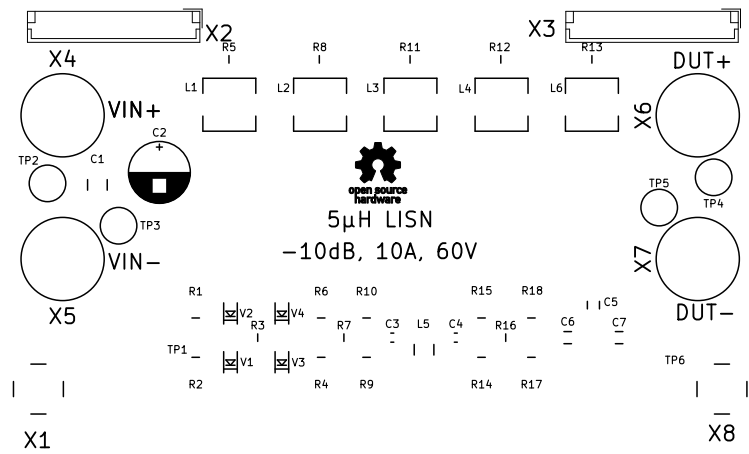 X2
X3
R5
R8
R11
R12
R13
X4
DUT+
L1
L2
L3
L4
L6
VIN+
X6
C2
+
TP2
C1
TP5
TP4
open source
hardware
TP3
5µH LISN
−10dB, 10A, 60V
VIN−
X7
X5
DUT−
R1
R6
R10
R15
R18
C5
V2
V4
R3
R7
C3
L5
C4
R16
C6
C7
TP1
V1
V3
TP6
R2
R4
R9
R14
R17
X1
X8